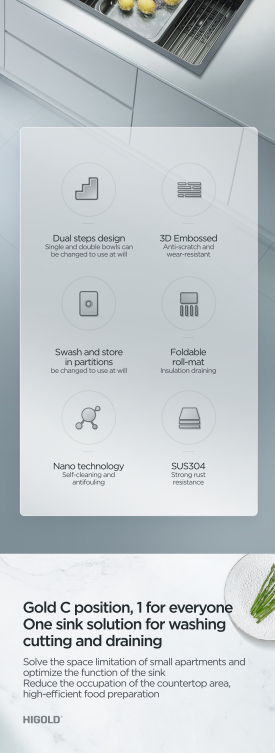 Dual steps design
Single and double bowls can
be changed to use at will
3D Embossed
Anti-scratch and
wear-resistant
Swash and store
in partitions
be changed to use at will
Foldable
roll-mat
Insulation draining
Nano technology
Self-cleaning and
antifouling
SUS304
Strong rust
resistance
Gold C position, 1 for everyone
One sink solution for washing
cutting and draining
Solve the space limitation of small apartments and
optimize the function of the sink
Reduce the occupation of the countertop area,
high-efficient food preparation
HIGOLD